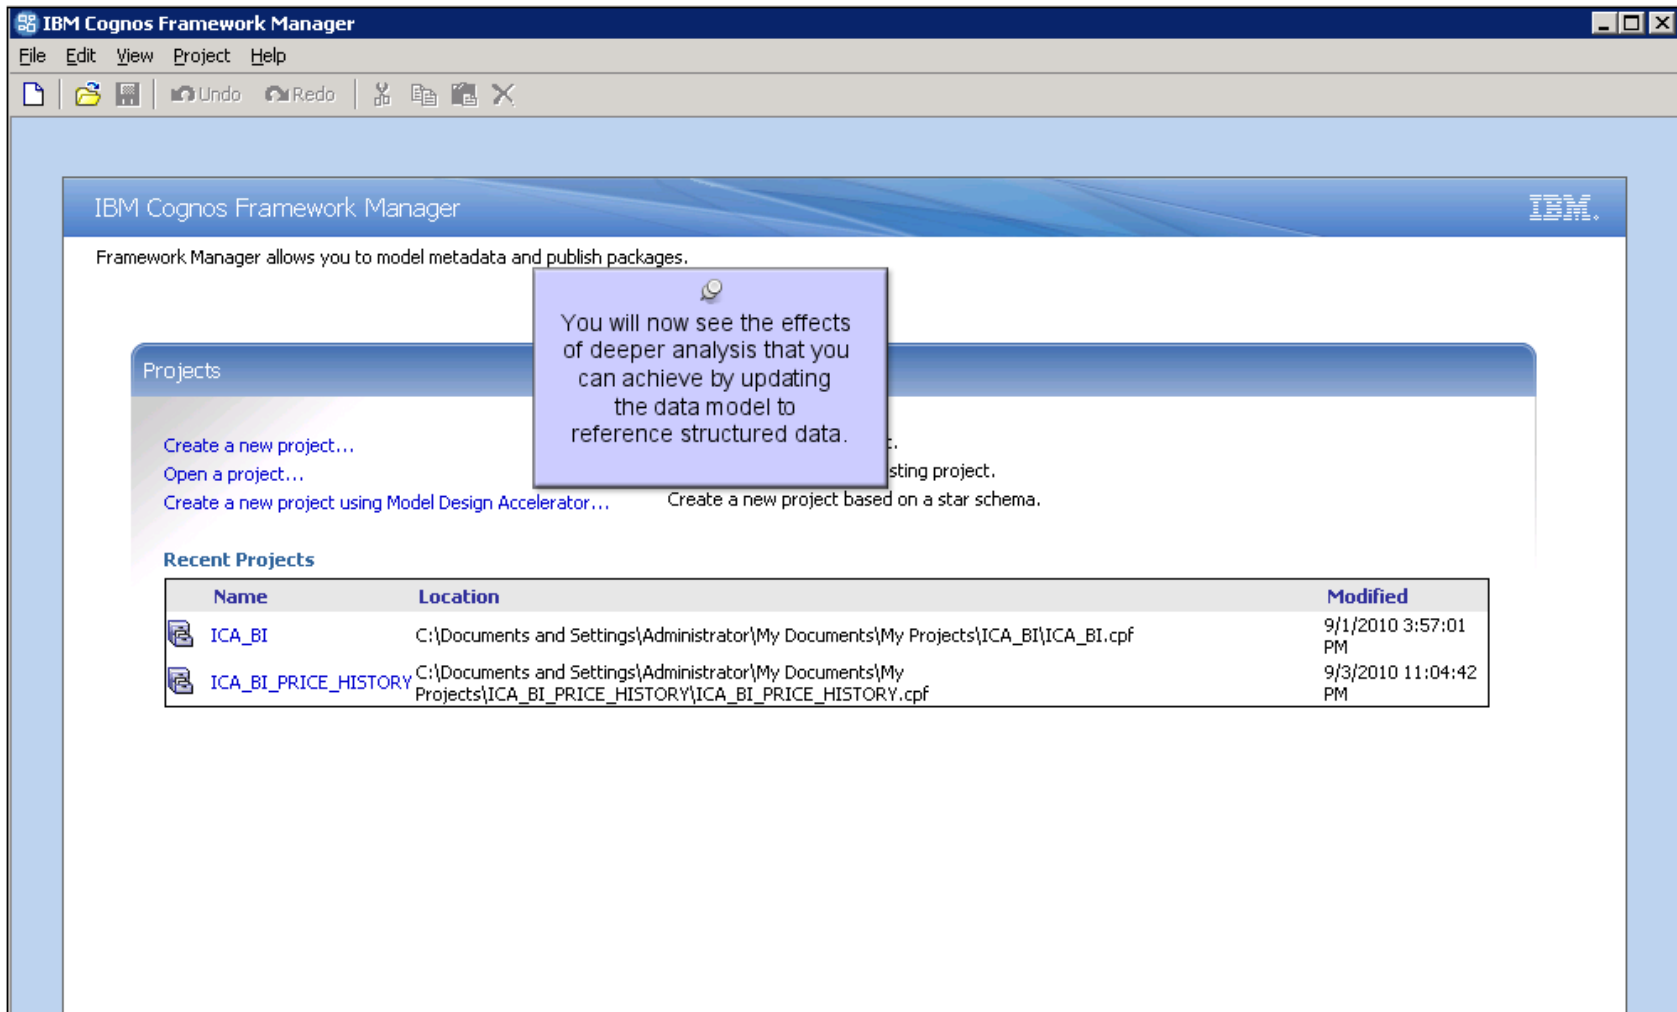 IBM Cognos Framework Manager
File Edit View Project Help
Undo Redo
IBM Cognos Framework Manager
IBM.
Framework Manager allows you to model metadata and publish packages.
You will now see the effects
of deeper analysis that you
can achieve by updating
the data model to
reference structured data.
Projects
Create a new project...
Open a project... sting project.
Create a new project using Model Design Accelerator... Create a new project based on a star schema.
Recent Projects
Name Location Modified
ICA_BI C:\Documents and Settings\Administrator\My Documents\My Projects\ICA_BI\ICA_BI.cpf 9/1/2010 3:57:01
PM
ICA_BI_PRICE_HISTORY C:\Documents and Settings\Administrator\My Documents\My
Projects\ICA_BI_PRICE_HISTORY\ICA_BI_PRICE_HISTORY.cpf 9/3/2010 11:04:42
PM